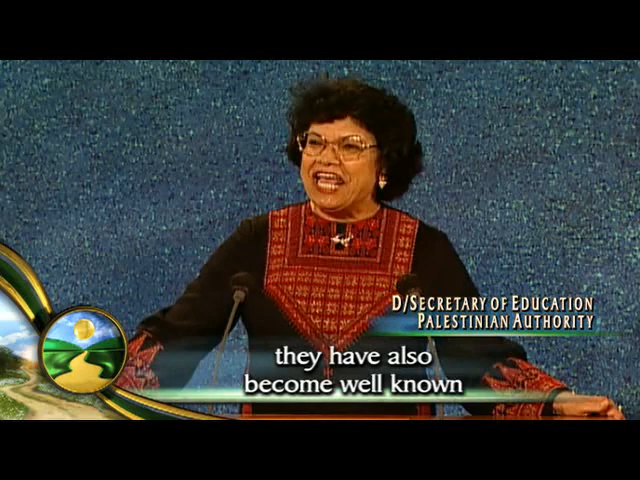 D/SECRETARY OF EDUCATION
PALESTINIAN AUTHORITY
they have also
become well known